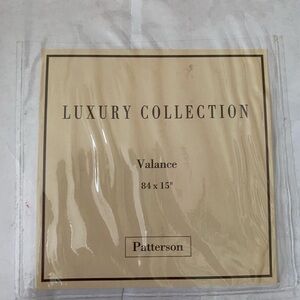 LUXURY COLLECTION
Valance
84 x 15"
Patterson